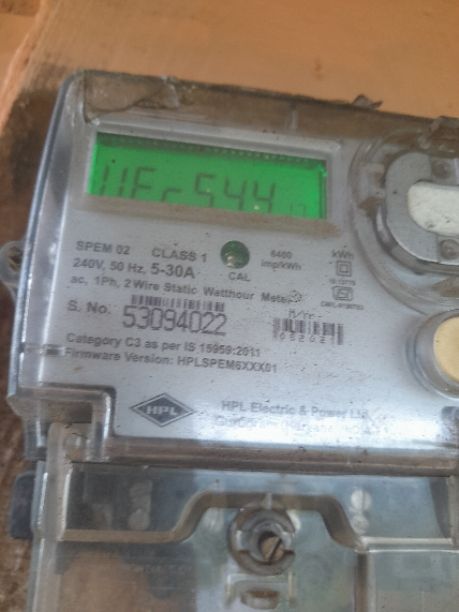 SPEM 02 CLASS 1
240V, 50 Hz, 5-30A
CAL
6400
imp/kWh
kWh
ac, 1Ph, 2 Wire Static Watthour Meter
S. No.
53094022
M/Yr-
052021
Category C3 as per IS 15959:2011
Firmware Version: HPLSPEM6XXX01
HPL
HPL Electric & Power Ltd.